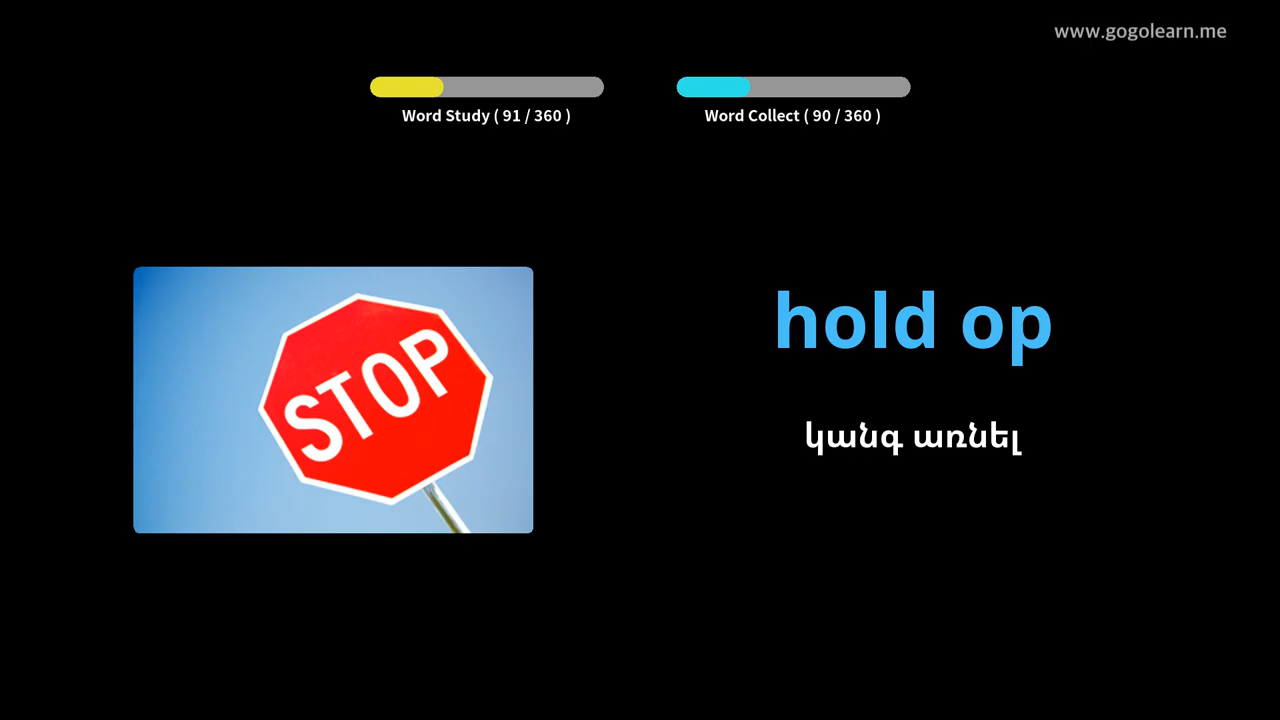 www.gogolearn.me
Word Study ( 91 / 360 )
Word Collect ( 90 / 360 )
STOP
hold op
կանգ առնել